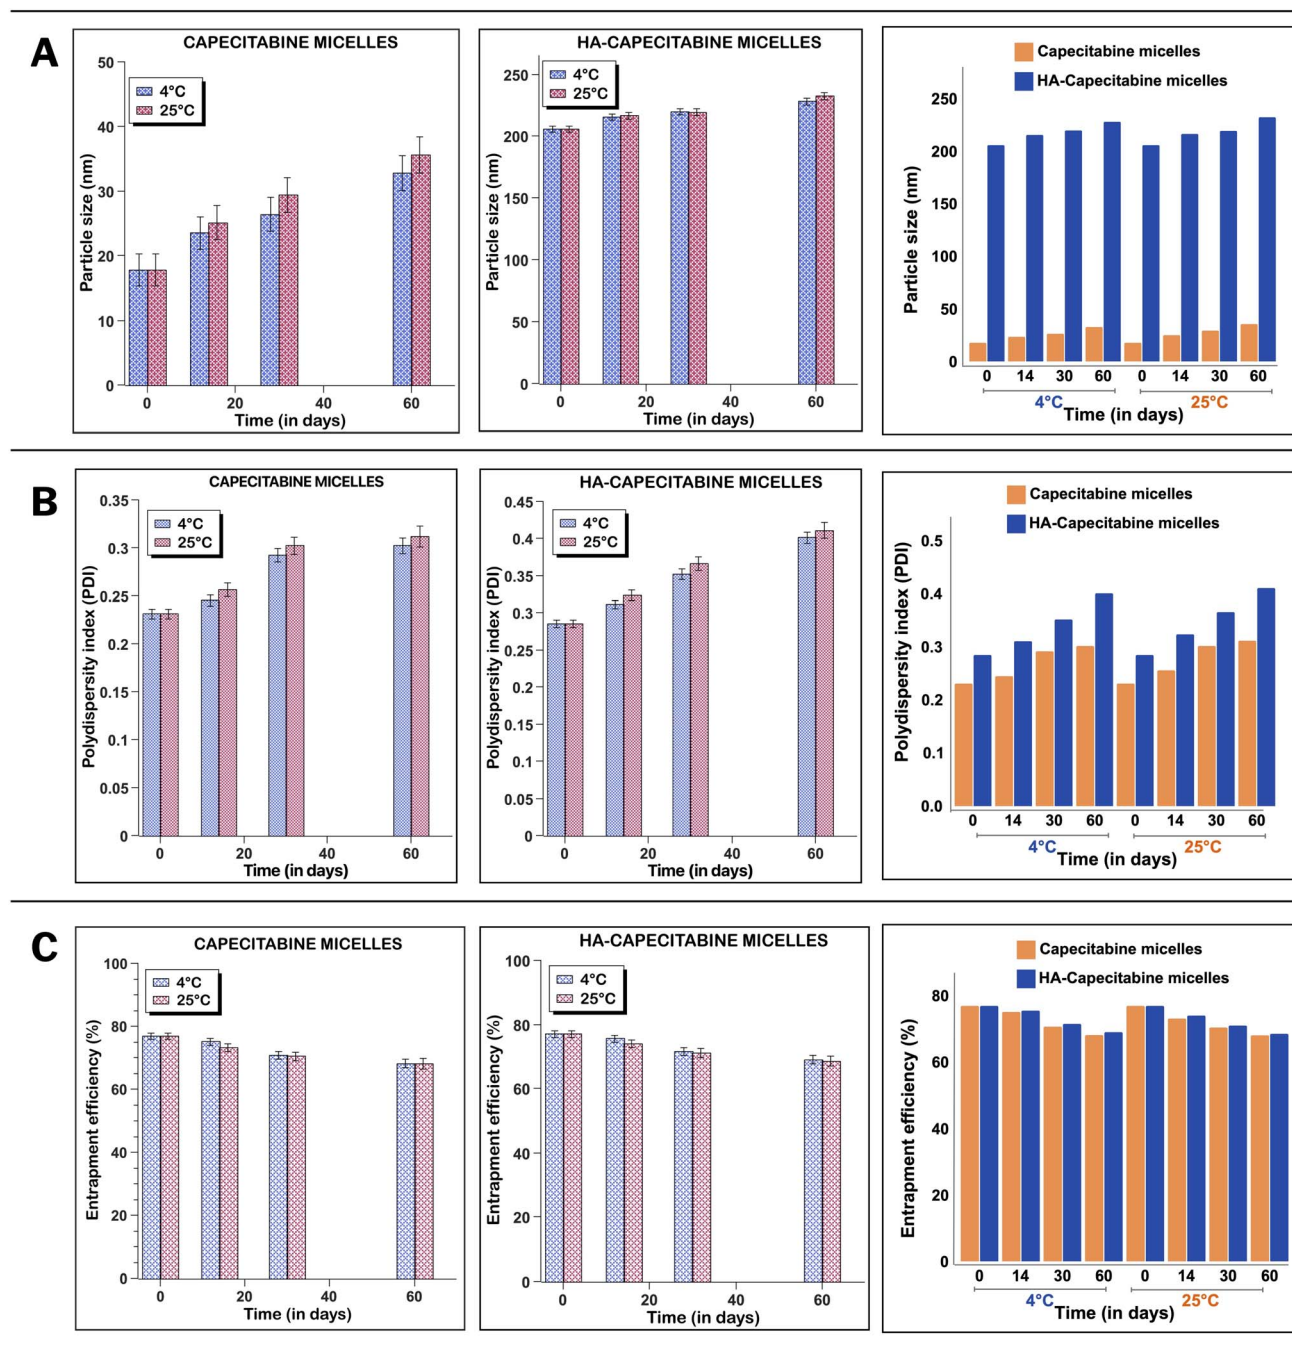 A
CAPECITABINE MICELLES
4°C
25°C
Particle size (nm)
50
40
30
20
10
0
0 20 40 60
Time (in days)
HA-CAPECITABINE MICELLES
4°C
25°C
Particle size (nm)
250
200
150
100
50
0
0 20 40 60
Time (in days)
Capecitabine micelles
HA-Capecitabine micelles
Particle size (nm)
250
200
150
100
50
0
0 14 30 60 0 14 30 60
4°C 25°C
Time (in days)
B
CAPECITABINE MICELLES
4°C
25°C
Polydispersity index (PDI)
0.35
0.3
0.25
0.2
0.15
0.1
0.05
0
0 20 40 60
Time (in days)
HA-CAPECITABINE MICELLES
4°C
25°C
Polydispersity index (PDI)
0.45
0.4
0.35
0.3
0.25
0.2
0.15
0.1
0.05
0
0 20 40 60
Time (in days)
Capecitabine micelles
HA-Capecitabine micelles
Polydispersity index (PDI)
0.5
0.4
0.3
0.2
0.1
0.0
0 14 30 60 0 14 30 60
4°C 25°C
Time (in days)
C
CAPECITABINE MICELLES
4°C
25°C
Entrapment efficiency (%)
100
80
60
40
20
0
0 20 40 60
Time (in days)
HA-CAPECITABINE MICELLES
4°C
25°C
Entrapment efficiency (%)
100
80
60
40
20
0
0 20 40 60
Time (in days)
Capecitabine micelles
HA-Capecitabine micelles
Entrapment efficiency (%)
80
60
40
20
0
0 14 30 60 0 14 30 60
4°C 25°C
Time (in days)